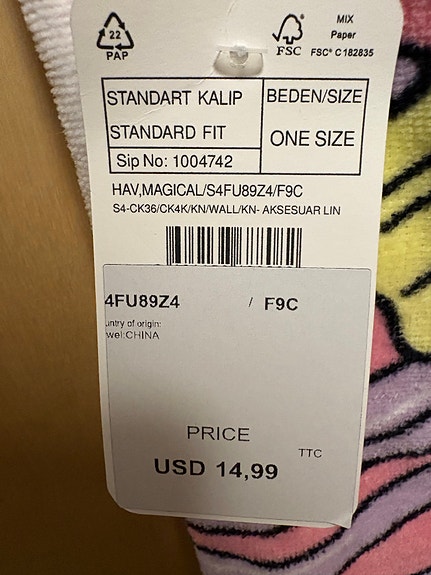 22
PAP
FSC
MIX
Paper
FSC® C182835
STANDART KALIP
STANDARD FIT
BEDEN/SIZE
ONE SIZE
Sip No: 1004742
HAV,MAGICAL/S4FU89Z4/F9C
S4-CK36/CK4K/KN/WALL/KN- AKSESUAR LIN
4FU89Z4 / F9C
untry of origin:
wel:CHINA
PRICE
TTC
USD 14,99